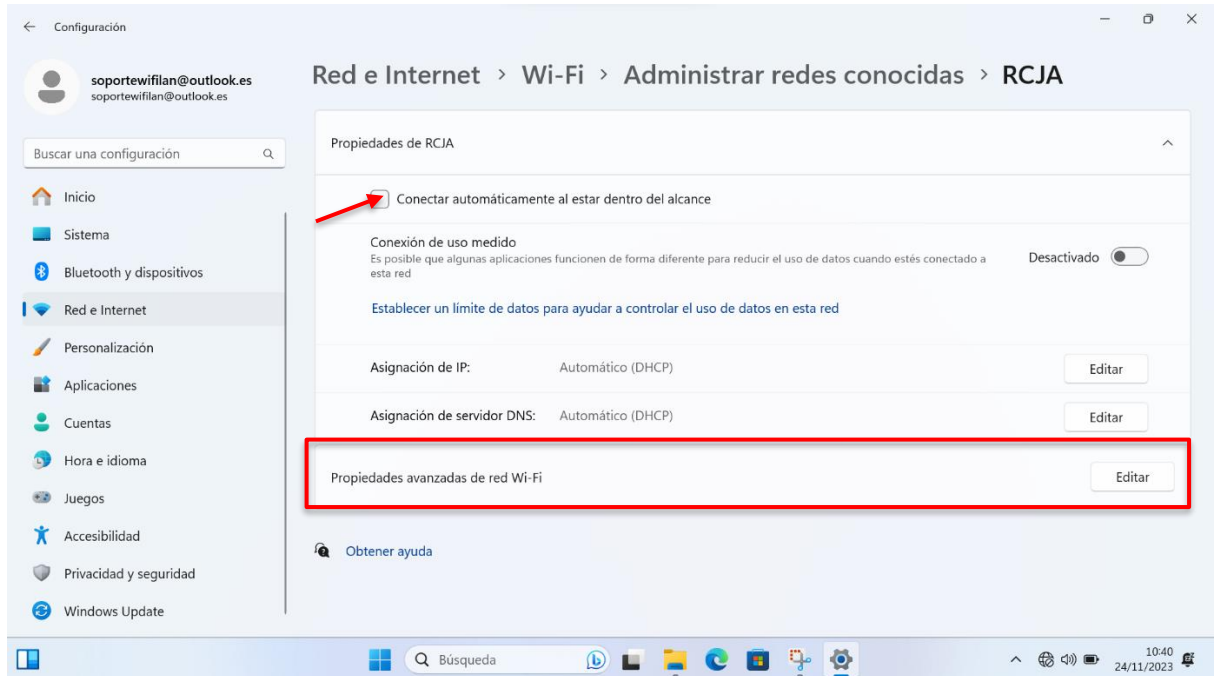 Configuración
soportewifilan@outlook.es
soportewifilan@outlook.es
Buscar una configuración
Inicio
Sistema
Bluetooth y dispositivos
Red e Internet
Personalización
Aplicaciones
Cuentas
Hora e idioma
Juegos
Accesibilidad
Privacidad y seguridad
Windows Update
Red e Internet > Wi-Fi > Administrar redes conocidas > RCJA
Propiedades de RCJA
Conectar automáticamente al estar dentro del alcance
Conexión de uso medido
Es posible que algunas aplicaciones funcionen de forma diferente para reducir el uso de datos cuando estés conectado a
esta red
Desactivado
Establecer un límite de datos para ayudar a controlar el uso de datos en esta red
Asignación de IP: Automático (DHCP) Editar
Asignación de servidor DNS: Automático (DHCP) Editar
Propiedades avanzadas de red Wi-Fi Editar
Obtener ayuda
Búsqueda
10:40
24/11/2023